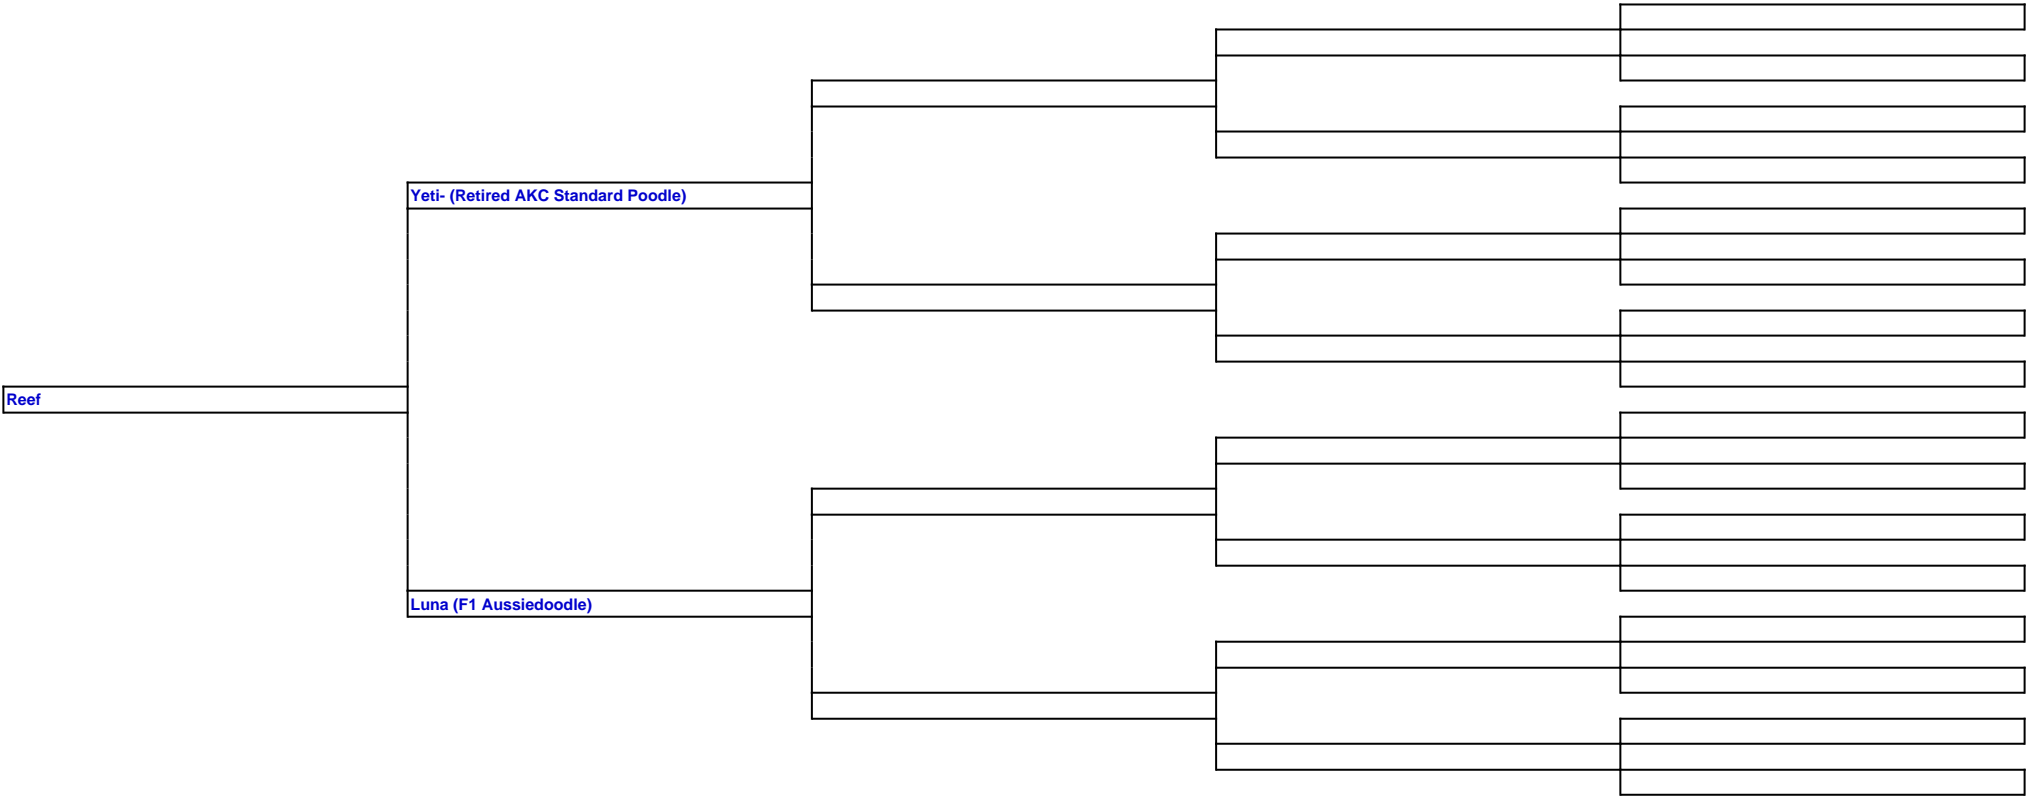 Yeti- (Retired AKC Standard Poodle)
Reef
Luna (F1 Aussiedoodle)